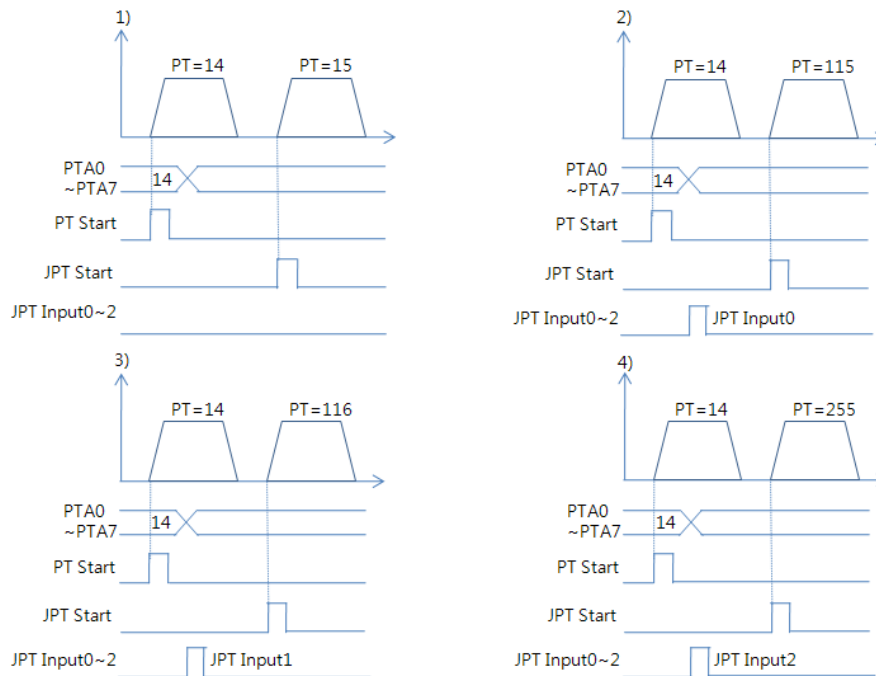 1)
PT=14 PT=15
PTA0
~PTA7
14
PT Start
JPT Start
JPT Input0~2
2)
PT=14 PT=115
PTA0
~PTA7
14
PT Start
JPT Start
JPT Input0~2 JPT Input0
3)
PT=14 PT=116
PTA0
~PTA7
14
PT Start
JPT Start
JPT Input0~2 JPT Input1
4)
PT=14 PT=255
PTA0
~PTA7
14
PT Start
JPT Start
JPT Input0~2 JPT Input2